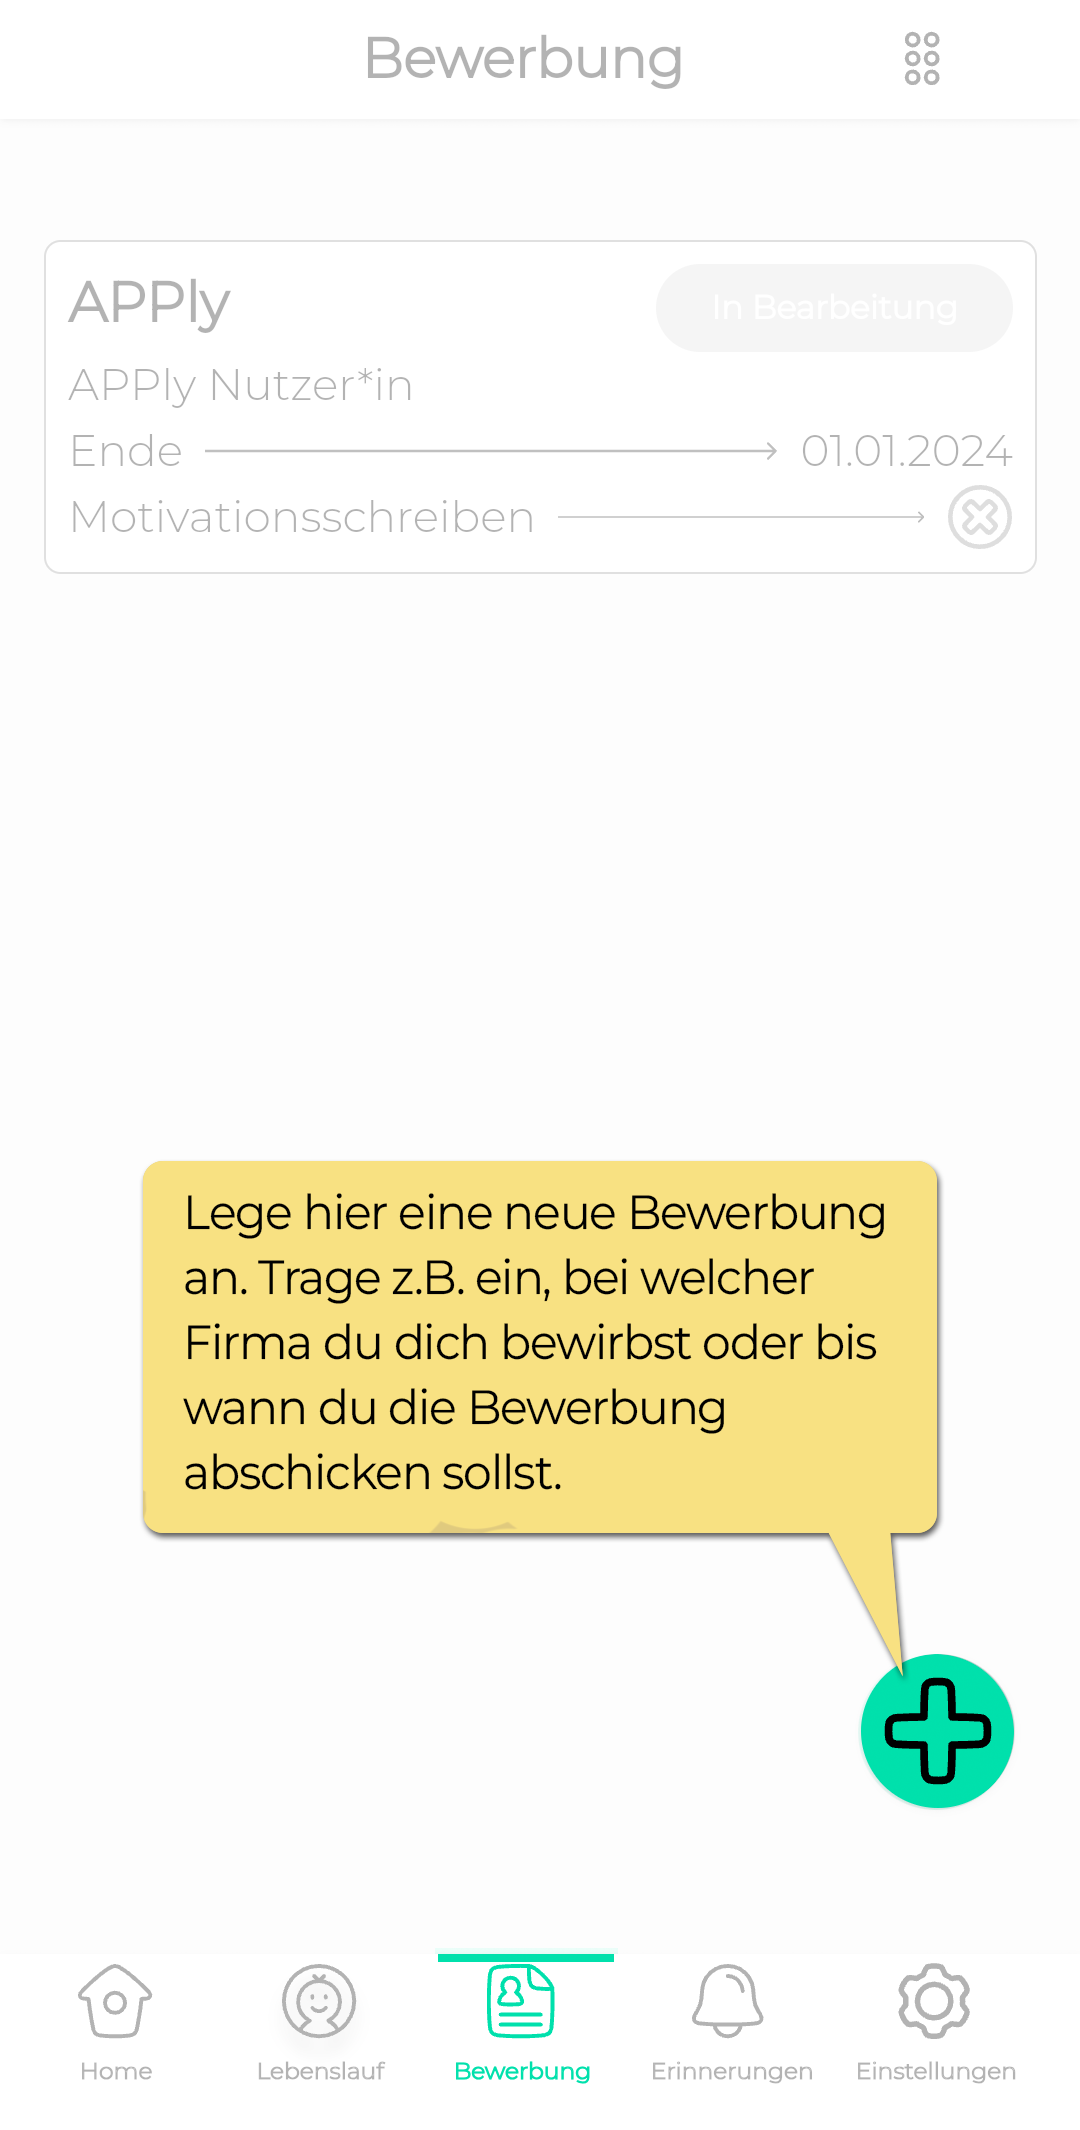 Bewerbung
APPly
In Bearbeitung
APPly Nutzer*in
Ende 01.01.2024
Motivationsschreiben
Lege hier eine neue Bewerbung
an. Trage z.B. ein, bei welcher
Firma du dich bewirbst oder bis
wann du die Bewerbung
abschicken sollst.
Home Lebenslauf Bewerbung Erinnerungen Einstellungen